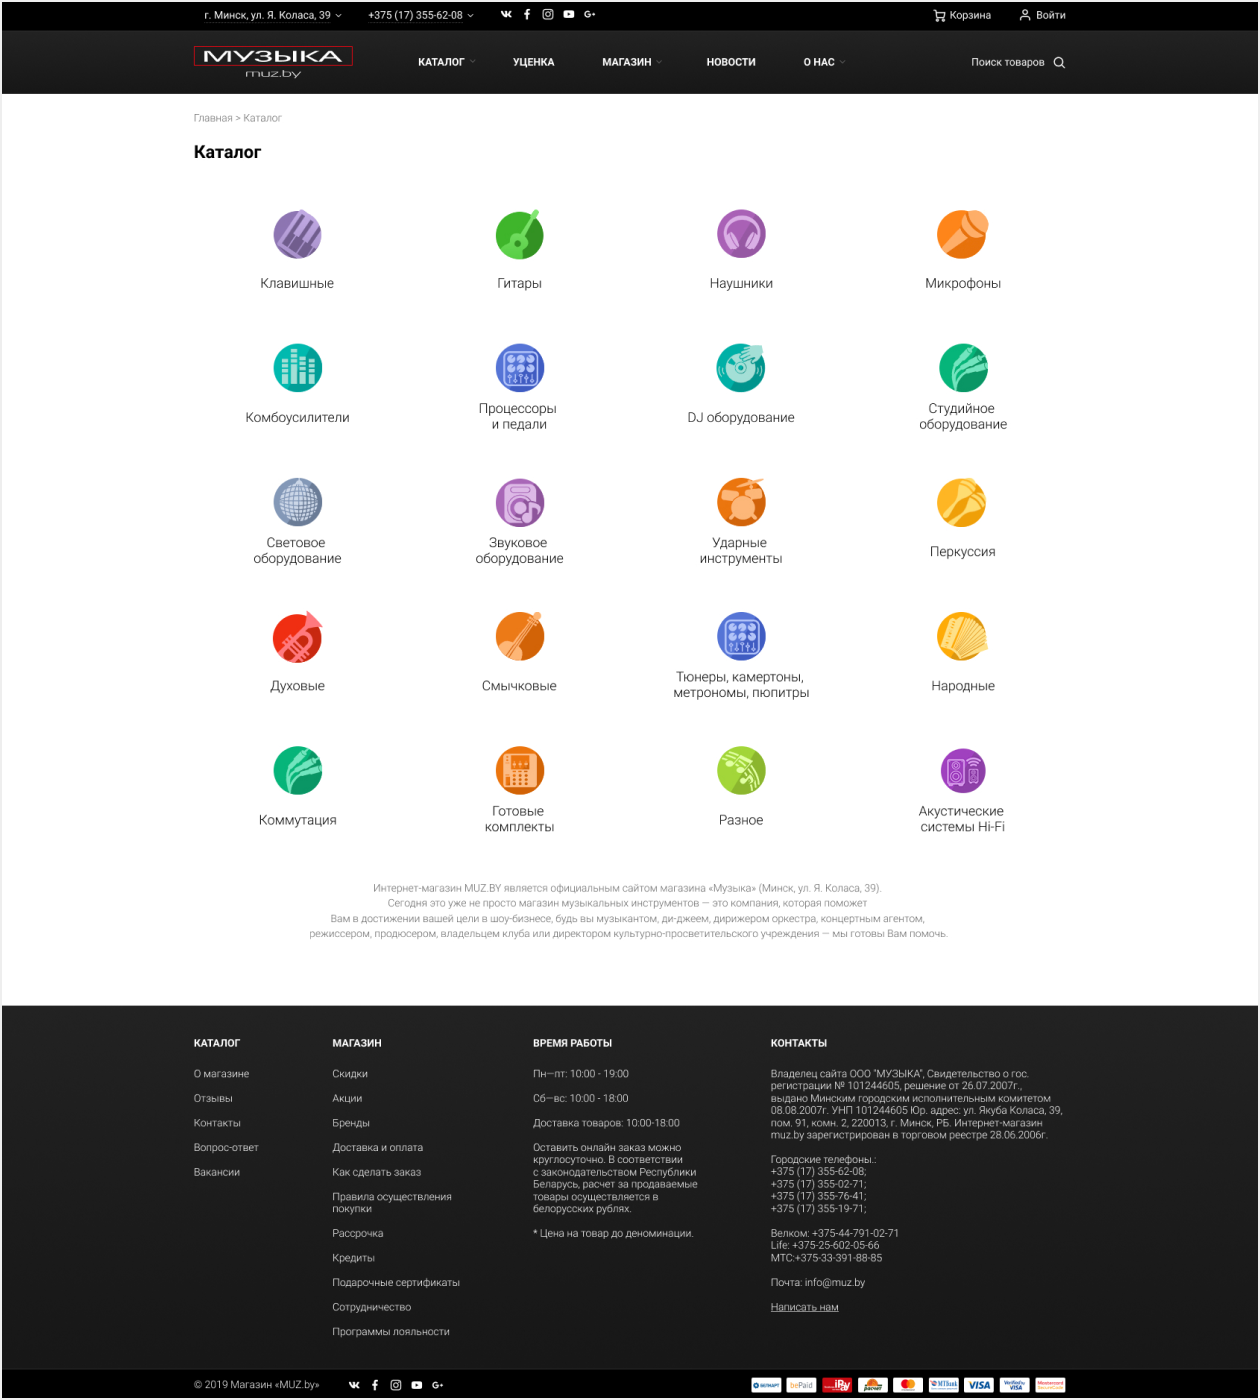 г. Минск, ул. Я. Коласа, 39
+375 (17) 355-62-08
Корзина
Войти
МУЗЫКА
muz.by
КАТАЛОГ
УЦЕНКА
МАГАЗИН
НОВОСТИ
О НАС
Поиск товаров
Главная > Каталог
Каталог
Клавишные
Гитары
Наушники
Микрофоны
Комбоусилители
Процессоры
и педали
DJ оборудование
Студийное
оборудование
Световое
оборудование
Звуковое
оборудование
Ударные
инструменты
Перкуссия
Духовые
Смычковые
Тюнеры, камертоны,
метрономы, пюпитры
Народные
Коммутация
Готовые
комплекты
Разное
Акустические
системы Hi-Fi
Интернет-магазин MUZ.BY является официальным сайтом магазина «Музыка» (Минск, ул. Я. Коласа, 39).
Сегодня это уже не просто магазин музыкальных инструментов — это компания, которая поможет
Вам в достижении вашей цели в шоу-бизнесе, будь вы музыкантом, ди-джеем, дирижером оркестра, концертным агентом,
режиссером, продюсером, владельцем клуба или директором культурно-просветительского учреждения — мы готовы Вам помочь.
КАТАЛОГ
О магазине
Отзывы
Контакты
Вопрос-ответ
Вакансии
МАГАЗИН
Скидки
Акции
Бренды
Доставка и оплата
Как сделать заказ
Правила осуществления
покупки
Рассрочка
Кредиты
Подарочные сертификаты
Сотрудничество
Программы лояльности
ВРЕМЯ РАБОТЫ
Пн—пт: 10:00 - 19:00
Сб—вс: 10:00 - 18:00
Доставка товаров: 10:00-18:00
Оставить онлайн заказ можно
круглосуточно. В соответствии
с законодательством Республики
Беларусь, расчет за продаваемые
товары осуществляется в
белорусских рублях.
* Цена на товар до деноминации.
КОНТАКТЫ
Владелец сайта ООО "МУЗЫКА", Свидетельство о гос.
регистрации № 101244605, решение от 26.07.2007г.,
выдано Минским городским исполнительным комитетом
08.08.2007г. УНП 101244605 Юр. адрес: ул. Якуба Коласа, 39,
пом. 91, комн. 2, 220013, г. Минск, РБ. Интернет-магазин
muz.by зарегистрирован в торговом реестре 28.06.2006г.
Городские телефоны.:
+375 (17) 355-62-08;
+375 (17) 355-02-71;
+375 (17) 355-76-41;
+375 (17) 355-19-71;
Велком: +375-44-791-02-71
Life: +375-25-602-05-66
МТС:+375-33-391-88-85
Почта: info@muz.by
Написать нам
© 2019 Магазин «MUZ.by»
БЕЛКАРТ
bePaid
iPay
расчет
MTBank
VISA
Verified by
VISA
Mastercard
SecureCode